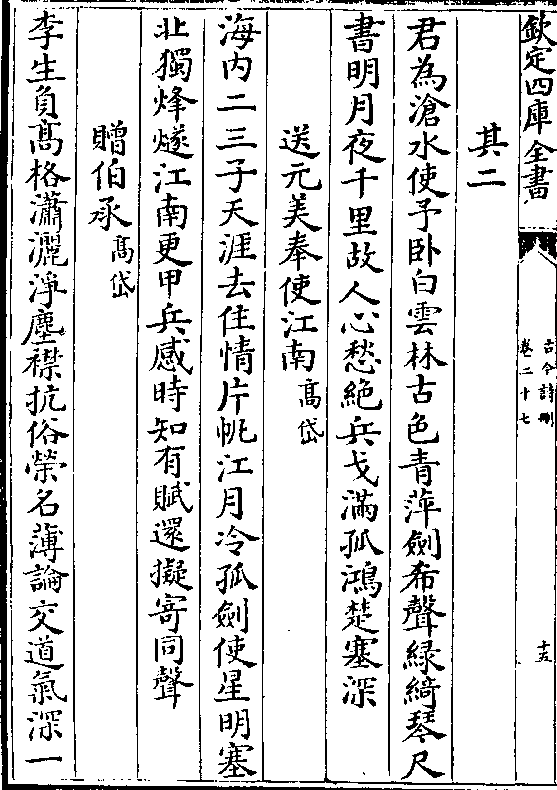 欽定四庫全書
古今詩刪
卷二十七
十五
其二
君為滄水使予卧白雲林古色青萍劍希聲緑綺琴尺
書明月夜千里故人心愁絶兵戈滿孤鴻楚塞深
送元美奉使江南高岱
海内二三子天涯去住情片帆江月冷孤劍使星明塞
北獨烽燧江南更甲兵感時知有賦還擬寄同聲
贈伯承高岱
李生負高格瀟灑淨塵襟抗俗榮名薄論交道氣深一